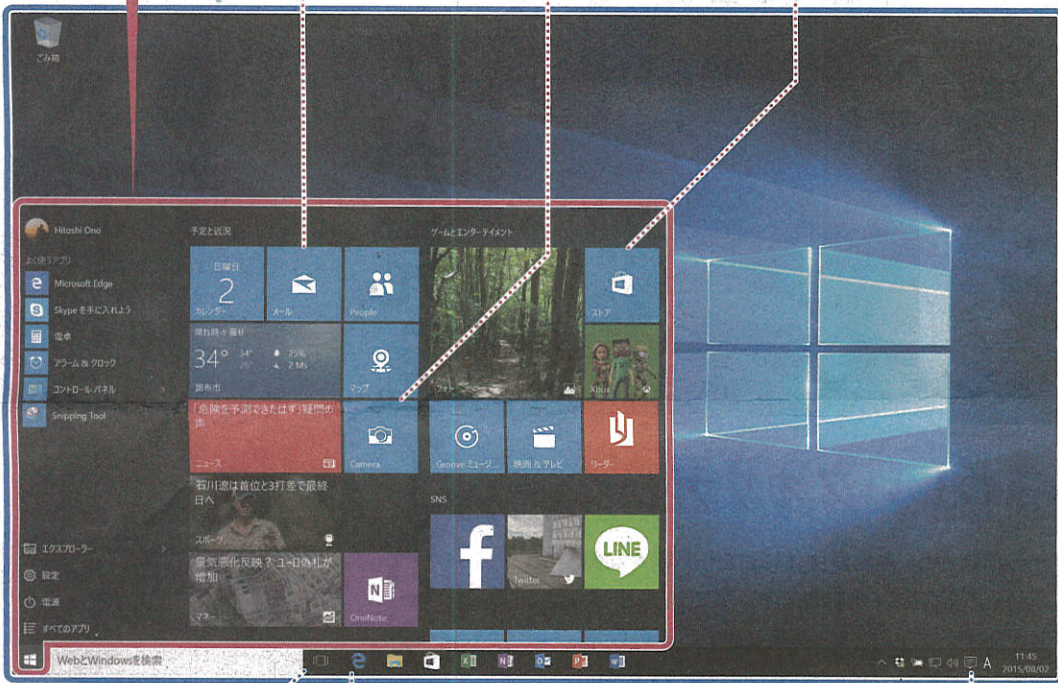 ごみ箱
Hitoshi Ono
よく使うアプリ
Microsoft Edge
Skype を手に入れよう
電卓
アラーム & クロック
コントロール パネル
Snipping Tool
エクスプローラー
設定
電源
すべてのアプリ
予定と近況
日曜日
2
カレンダー
メール
People
晴れ時々曇り
34°
34°
26°
25%
2 Ms
調布市
マップ
「危険を予測できたはず」疑問の
声
ニュース
Camera
石川遼は首位と3打差で最終
日へ
スポーツ
景気悪化反映? ユーロ偽札が
増加
マネー
OneNote
ゲームとエンターテイメント
フォト
ストア
Xbox
Groove ミュージ...
映画 & テレビ
リーダー
SNS
Twitter
LINE
WebとWindowsを検索
A
11:45
2015/08/02